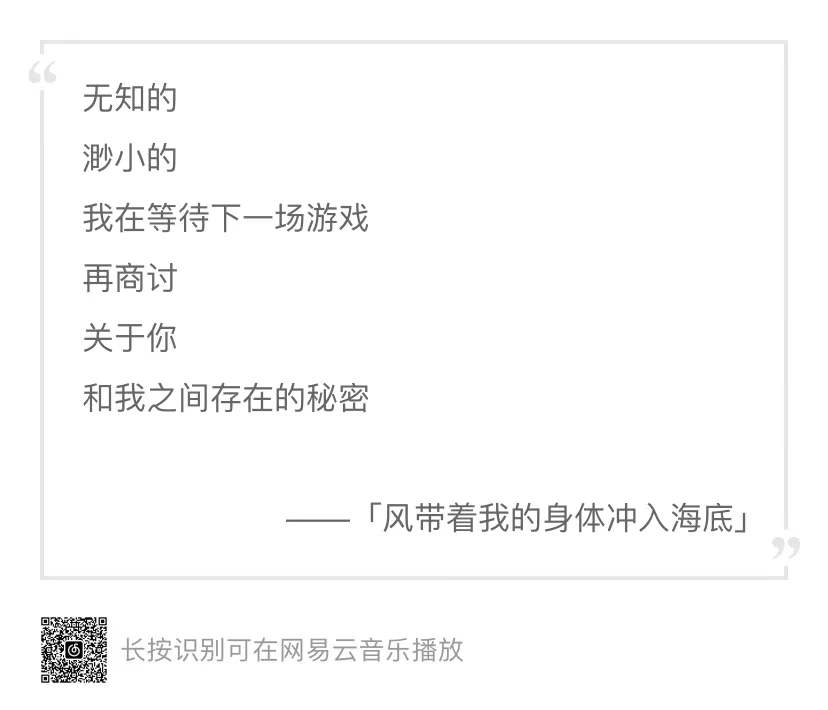 “
无知的
渺小的
我在等待下一场游戏
再商讨
关于你
和我之间存在的秘密
——「风带着我的身体冲入海底」
”
长按识别可在网易云音乐播放